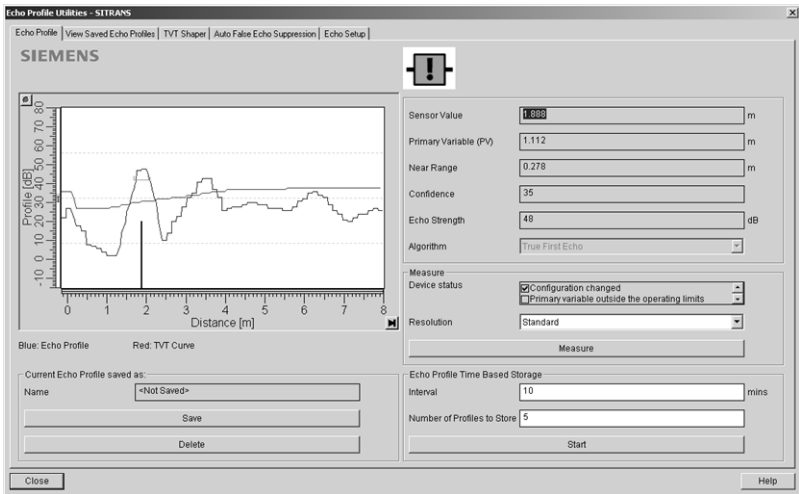 Echo Profile Utilities - SITRANS
Echo Profile View Saved Echo Profiles TVT Shaper Auto False Echo Suppression Echo Setup
SIEMENS
Profile [dB]
80
70
60
50
40
30
20
10
0
-10
0 1 2 3 4 5 6 7 8
Distance [m]
Blue: Echo Profile Red: TVT Curve
Current Echo Profile saved as:
Name <Not Saved>
Save
Delete
Sensor Value 1.888 m
Primary Variable (PV) 1.112 m
Near Range 0.278 m
Confidence 35
Echo Strength 48 dB
Algorithm True First Echo
Measure
Device status Configuration changed
Primary variable outside the operating limits
Resolution Standard
Measure
Echo Profile Time Based Storage
Interval 10 mins
Number of Profiles to Store 5
Start
Close Help